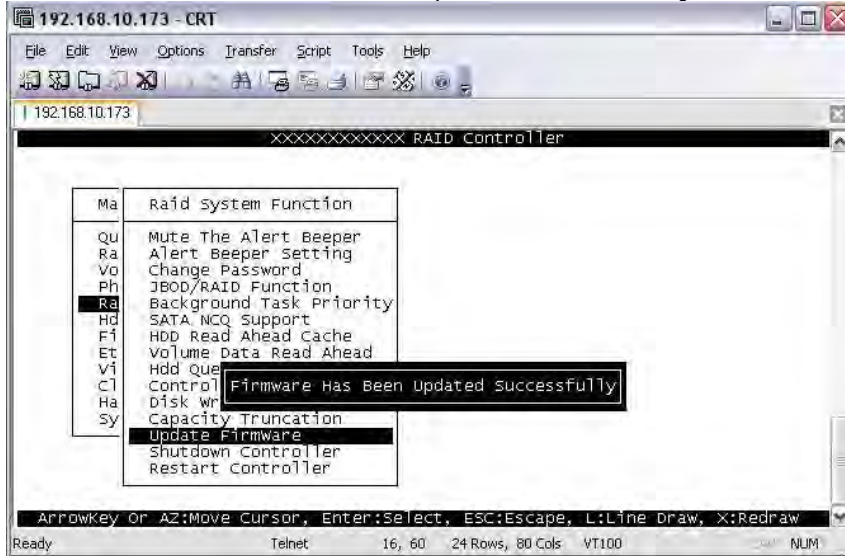 192.168.10.173 - CRT
File Edit View Options Transfer Script Tools Help
192.168.10.173
XXXXXXXXXXXX RAID Controller
Ma
Raid System Function
Qu
Mute The Alert Beeper
Ra
Alert Beeper Setting
Vo
Change Password
Ph
JBOD/RAID Function
Ra
Background Task Priority
Hd
SATA NCQ Support
Fi
HDD Read Ahead Cache
Et
Volume Data Read Ahead
Vi
Hdd Que
Cl
Control
Firmware Has Been Updated Successfully
Ha
Disk Wr
Sy
Capacity Truncation
Update Firmware
Shutdown Controller
Restart Controller
ArrowKey Or AZ:Move Cursor, Enter:Select, ESC:Escape, L:Line Draw, X:Redraw
Ready Telnet 16, 60 24 Rows, 80 Cols VT100 NUM